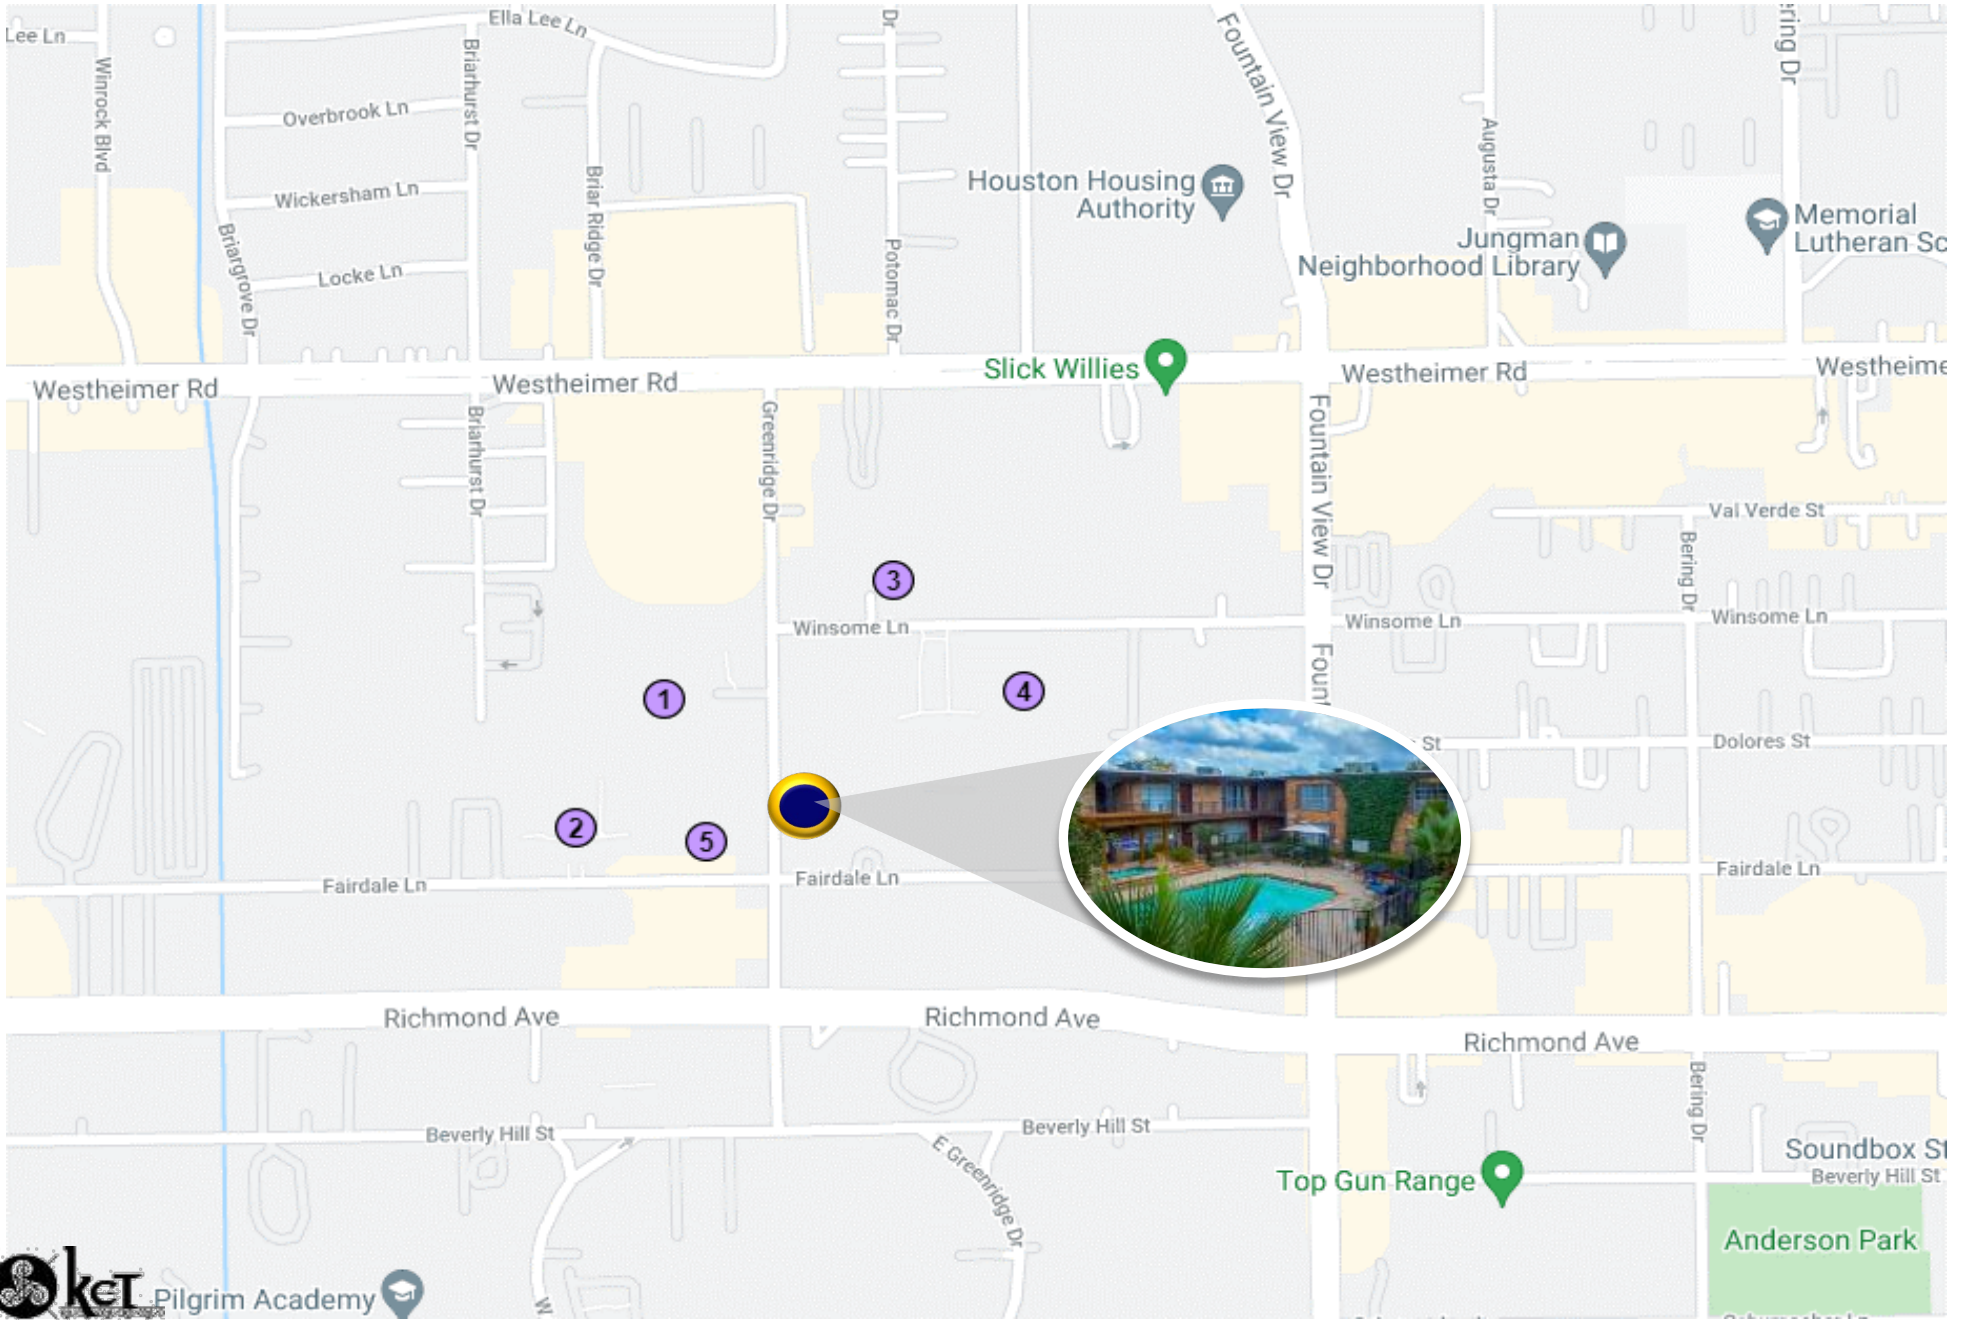 Lee Ln
Ella Lee Ln
Dr
Fountain View Dr
ering Dr
Winrock Blvd
Briarhurst Dr
Overbrook Ln
Augusta Dr
Briar Ridge Dr
Houston Housing
Authority
Wickersham Ln
Memorial
Lutheran Sc
Jungman
Neighborhood Library
Briargrove Dr
Potomac Dr
Locke Ln
Slick Willies
Westheimer Rd
Westheimer Rd
Westheimer Rd
Westheime
Briarhurst Dr
Greenridge Dr
Fountain View Dr
Val Verde St
Bering Dr
3
Winsome Ln
Winsome Ln
Winsome Ln
Fount
1
4
St
Dolores St
2
5
Fairdale Ln
Fairdale Ln
Fairdale Ln
Richmond Ave
Richmond Ave
Richmond Ave
Bering Dr
Beverly Hill St
Beverly Hill St
E Greenridge Dr
Soundbox St
Beverly Hill St
Top Gun Range
Anderson Park
kct
Pilgrim Academy
W